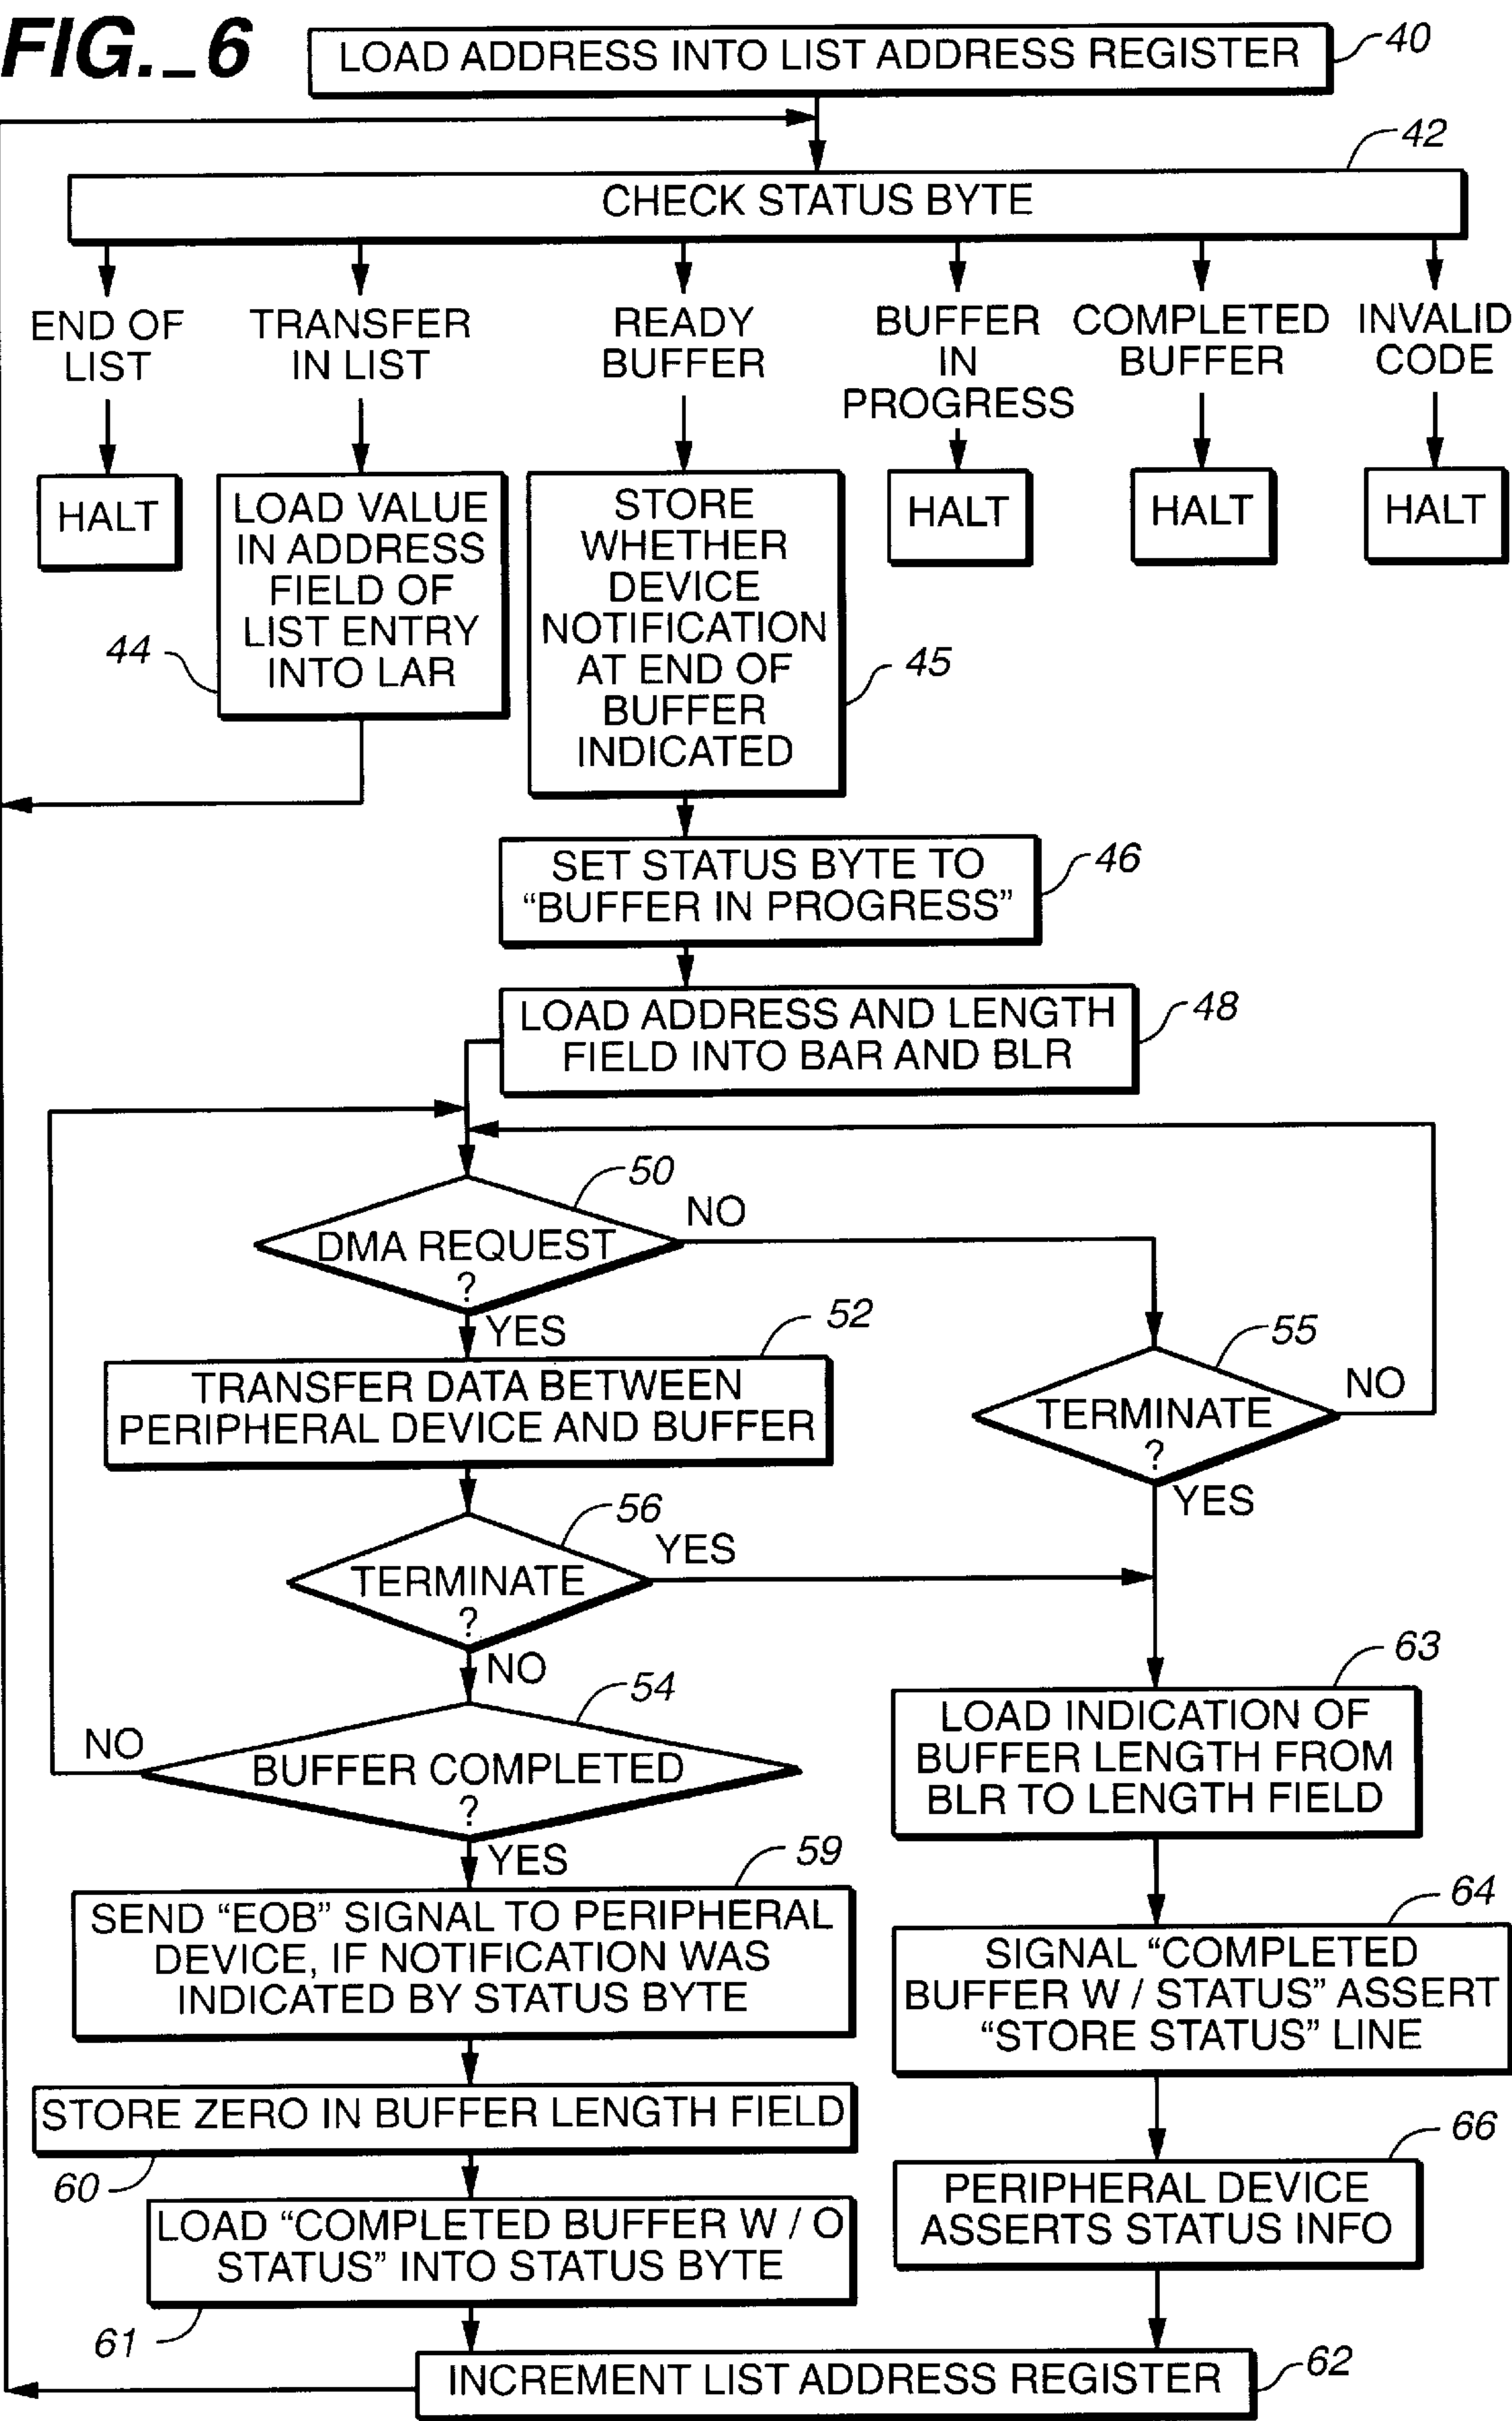 FIG._6
LOAD ADDRESS INTO LIST ADDRESS REGISTER
40
42
CHECK STATUS BYTE
END OF
LIST
TRANSFER
IN LIST
READY
BUFFER
BUFFER
IN
PROGRESS
COMPLETED
BUFFER
INVALID
CODE
HALT
LOAD VALUE
IN ADDRESS
FIELD OF
LIST ENTRY
INTO LAR
44
STORE
WHETHER
DEVICE
NOTIFICATION
AT END OF
BUFFER
INDICATED
45
HALT
HALT
HALT
SET STATUS BYTE TO
“BUFFER IN PROGRESS”
46
LOAD ADDRESS AND LENGTH
FIELD INTO BAR AND BLR
48
50
DMA REQUEST
?
NO
YES
52
TRANSFER DATA BETWEEN
PERIPHERAL DEVICE AND BUFFER
55
TERMINATE
?
NO
YES
56
TERMINATE
?
YES
NO
54
BUFFER COMPLETED
?
NO
YES
63
LOAD INDICATION OF
BUFFER LENGTH FROM
BLR TO LENGTH FIELD
59
SEND “EOB” SIGNAL TO PERIPHERAL
DEVICE, IF NOTIFICATION WAS
INDICATED BY STATUS BYTE
64
SIGNAL “COMPLETED
BUFFER W / STATUS” ASSERT
“STORE STATUS” LINE
STORE ZERO IN BUFFER LENGTH FIELD
60
66
PERIPHERAL DEVICE
ASSERTS STATUS INFO
LOAD “COMPLETED BUFFER W / O
STATUS” INTO STATUS BYTE
61
INCREMENT LIST ADDRESS REGISTER
62